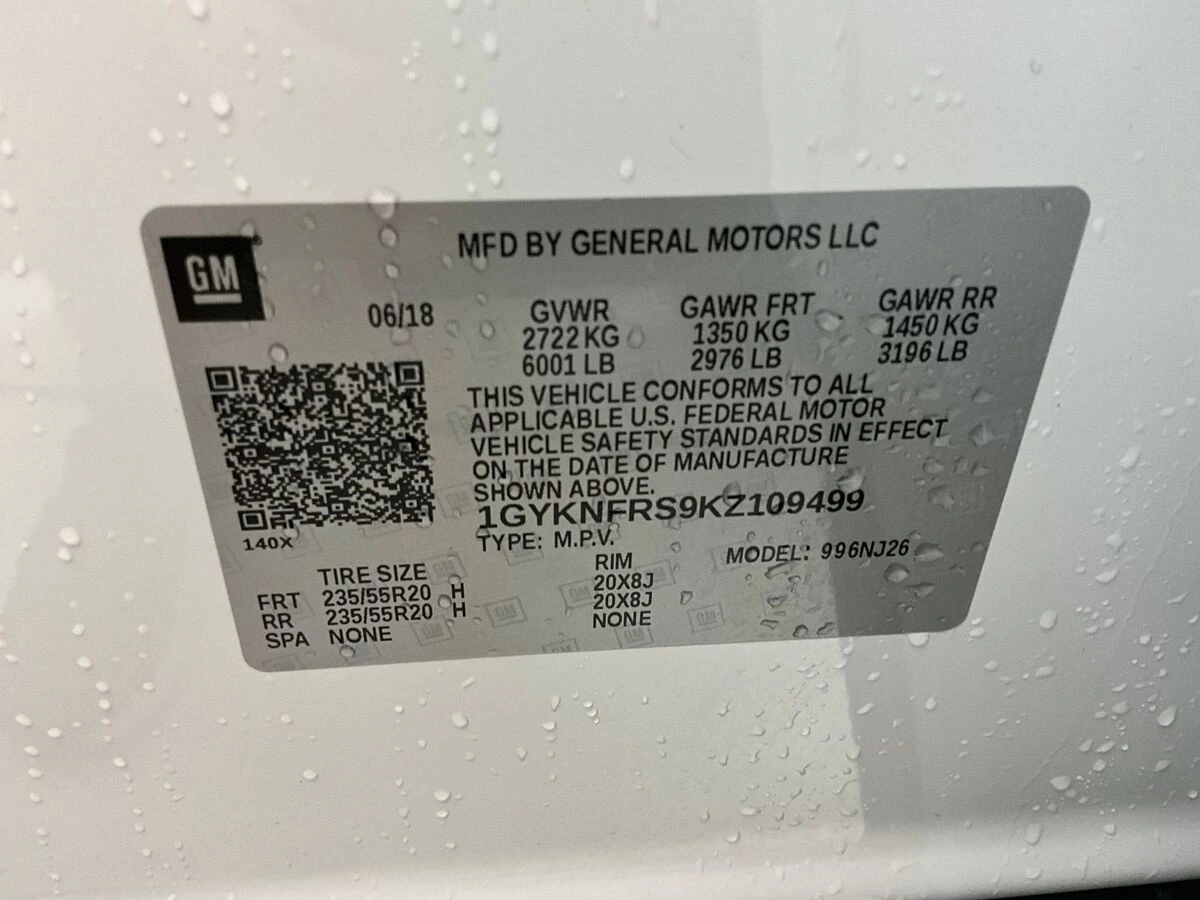 GM
MFD BY GENERAL MOTORS LLC
06/18
GVWR GAWR FRT GAWR RR
2722 KG 1350 KG 1450 KG
6001 LB 2976 LB 3196 LB
THIS VEHICLE CONFORMS TO ALL
APPLICABLE U.S. FEDERAL MOTOR
VEHICLE SAFETY STANDARDS IN EFFECT
ON THE DATE OF MANUFACTURE
SHOWN ABOVE.
1GYKNFRS9KZ109499
140X
TYPE: M.P.V. MODEL: 996NJ26
TIRE SIZE RIM
FRT 235/55R20 H 20X8J
RR 235/55R20 H 20X8J
SPA NONE NONE